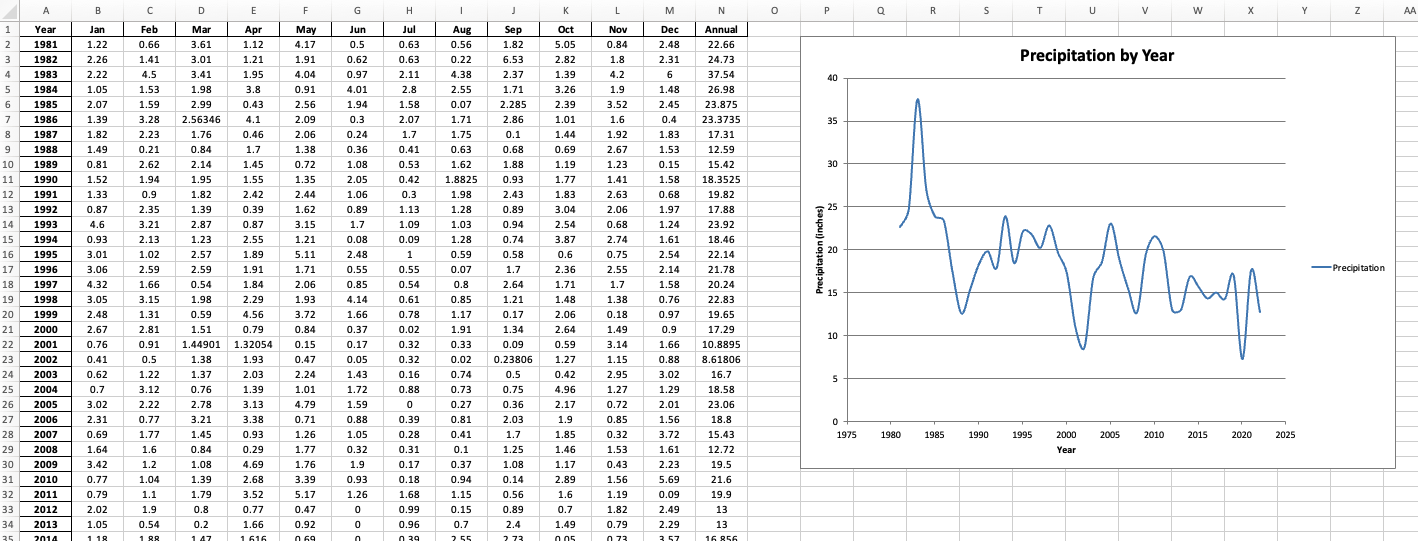 A B C D E F G H I J K L M N O P Q R S T U V W X Y Z AA
1 Year Jan Feb Mar Apr May Jun Jul Aug Sep Oct Nov Dec Annual
2 1981 1.22 0.66 3.61 1.12 4.17 0.5 0.63 0.56 1.82 5.05 0.84 2.48 22.66
3 1982 2.26 1.41 3.01 1.21 1.91 0.62 0.63 0.22 6.53 2.82 1.8 2.31 24.73
4 1983 2.22 4.5 3.41 1.95 4.04 0.97 2.11 4.38 2.37 1.39 4.2 6 37.54
5 1984 1.05 1.53 1.98 3.8 0.91 4.01 2.8 2.55 1.71 3.26 1.9 1.48 26.98
6 1985 2.07 1.59 2.99 0.43 2.56 1.94 1.58 0.07 2.285 2.39 3.52 2.45 23.875
7 1986 1.39 3.28 2.56346 4.1 2.09 0.3 2.07 1.71 2.86 1.01 1.6 0.4 23.3735
8 1987 1.82 2.23 1.76 0.46 2.06 0.24 1.7 1.75 0.1 1.44 1.92 1.83 17.31
9 1988 1.49 0.21 0.84 1.7 1.38 0.36 0.41 0.63 0.68 0.69 2.67 1.53 12.59
10 1989 0.81 2.62 2.14 1.45 0.72 1.08 0.53 1.62 1.88 1.19 1.23 0.15 15.42
11 1990 1.52 1.94 1.95 1.55 1.35 2.05 0.42 1.8825 0.93 1.77 1.41 1.58 18.3525
12 1991 1.33 0.9 1.82 2.42 2.44 1.06 0.3 1.98 2.43 1.83 2.63 0.68 19.82
13 1992 0.87 2.35 1.39 0.39 1.62 0.89 1.13 1.28 0.89 3.04 2.06 1.97 17.88
14 1993 4.6 3.21 2.87 0.87 3.15 1.7 1.09 1.03 0.94 2.54 0.68 1.24 23.92
15 1994 0.93 2.13 1.23 2.55 1.21 0.08 0.09 1.28 0.74 3.87 2.74 1.61 18.46
16 1995 3.01 1.02 2.57 1.89 5.11 2.48 1 0.59 0.58 0.6 0.75 2.54 22.14
17 1996 3.06 2.59 2.59 1.91 1.71 0.55 0.55 0.07 1.7 2.36 2.55 2.14 21.78
18 1997 4.32 1.66 0.54 1.84 2.06 0.85 0.54 0.8 2.64 1.71 1.7 1.58 20.24
19 1998 3.05 3.15 1.98 2.29 1.93 4.14 0.61 0.85 1.21 1.48 1.38 0.76 22.83
20 1999 2.48 1.31 0.59 4.56 3.72 1.66 0.78 1.17 0.17 2.06 0.18 0.97 19.65
21 2000 2.67 2.81 1.51 0.79 0.84 0.37 0.02 1.91 1.34 2.64 1.49 0.9 17.29
22 2001 0.76 0.91 1.44901 1.32054 0.15 0.17 0.32 0.33 0.09 0.59 3.14 1.66 10.8895
23 2002 0.41 0.5 1.38 1.93 0.47 0.05 0.32 0.02 0.23806 1.27 1.15 0.88 8.61806
24 2003 0.62 1.22 1.37 2.03 2.24 1.43 0.16 0.74 0.5 0.42 2.95 3.02 16.7
25 2004 0.7 3.12 0.76 1.39 1.01 1.72 0.88 0.73 0.75 4.96 1.27 1.29 18.58
26 2005 3.02 2.22 2.78 3.13 4.79 1.59 0 0.27 0.36 2.17 0.72 2.01 23.06
27 2006 2.31 0.77 3.21 3.38 0.71 0.88 0.39 0.81 2.03 1.9 0.85 1.56 18.8
28 2007 0.69 1.77 1.45 0.93 1.26 1.05 0.28 0.41 1.7 1.85 0.32 3.72 15.43
29 2008 1.64 1.6 0.84 0.29 1.77 0.32 0.31 0.1 1.25 1.46 1.53 1.61 12.72
30 2009 3.42 1.2 1.08 4.69 1.76 1.9 0.17 0.37 1.08 1.17 0.43 2.23 19.5
31 2010 0.77 1.04 1.39 2.68 3.39 0.93 0.18 0.94 0.14 2.89 1.56 5.69 21.6
32 2011 0.79 1.1 1.79 3.52 5.17 1.26 1.68 1.15 0.56 1.6 1.19 0.09 19.9
33 2012 2.02 1.9 0.8 0.77 0.47 0 0.99 0.15 0.89 0.7 1.82 2.49 13
34 2013 1.05 0.54 0.2 1.66 0.92 0 0.96 0.7 2.4 1.49 0.79 2.29 13
35 2014 1.18 1.88 1.47 1.616 0.69 0 0.39 2.55 2.73 0.05 0.73 3.57 16.856
Precipitation by Year
40
35
30
25
20
15
10
5
0
Precipitation (inches)
1975 1980 1985 1990 1995 2000 2005 2010 2015 2020 2025
Year
Precipitation